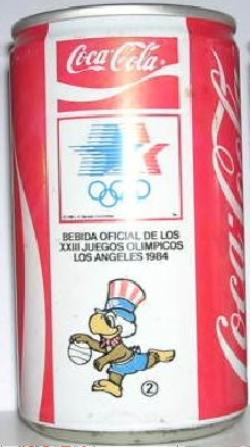 Coca-Cola
BEBIDA OFICIAL DE LOS
XXIII JUEGOS OLIMPICOS
LOS ANGELES 1984
2
Coca-Cola